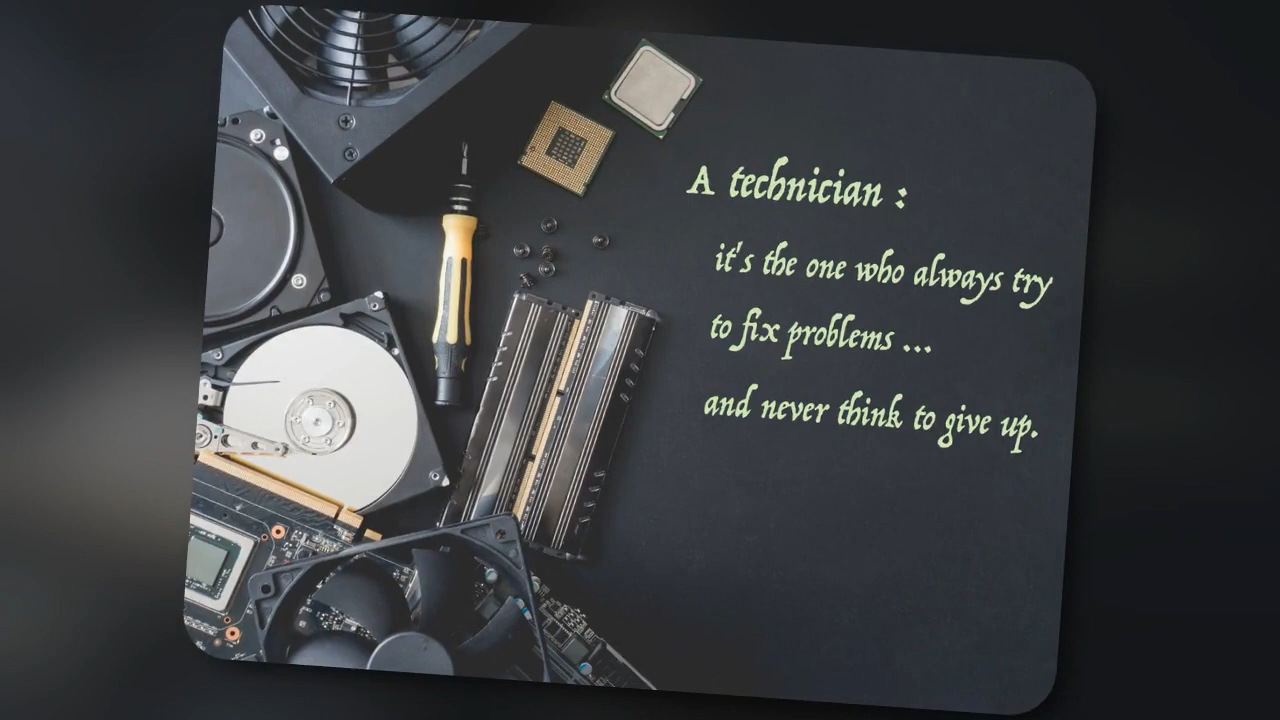 A technician :
it's the one who always try
to fix problems ...
and never think to give up.